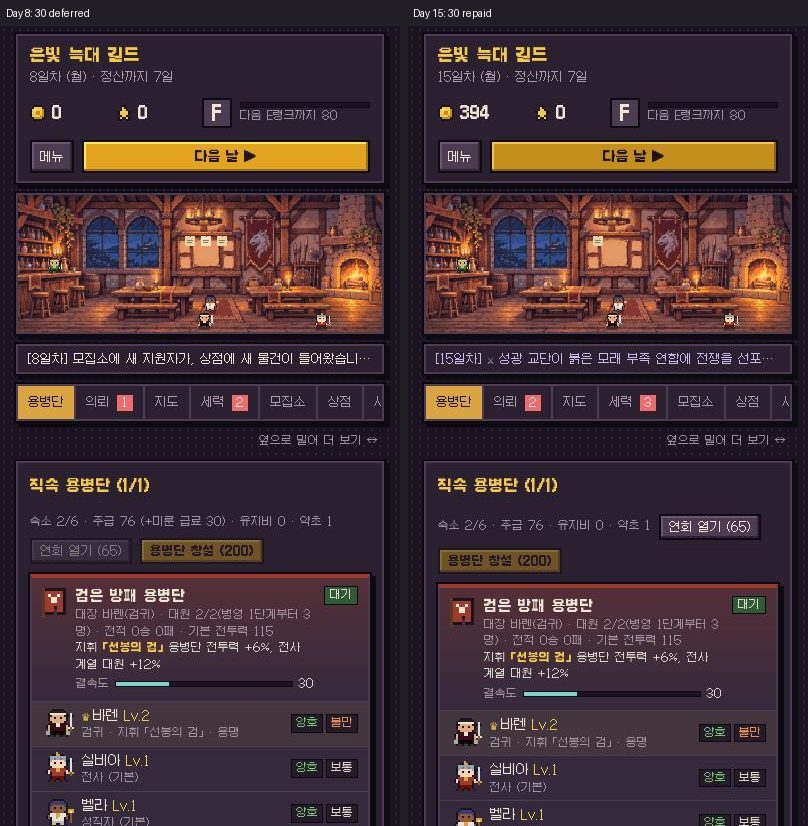 Day 8: 30 deferred
은빛 늑대 길드
8일차 (월) · 정산까지 7일
0
0
F
다음 E랭크까지 80
메뉴
다음 날 ▶
[8일차] 모집소에 새 지원자가, 상점에 새 물건이 들어왔습니···
용병단
의뢰 1
지도
세력 2
모집소
상점
옆으로 밀어 더 보기 ↔
직속 용병단 (1/1)
숙소 2/6 · 주급 76 (+미룬 급료 30) · 유지비 0 · 약초 1
연회 열기 (65)
용병단 창설 (200)
검은 방패 용병단
대기
대장 바렌(검귀) · 대원 2/2(병영 1단계부터 3
명) · 전적 0승 0패 · 기본 전투력 115
지휘 「선봉의 검」 용병단 전투력 +6%, 전사
계열 대원 +12%
결속도
30
바렌 Lv.2
검귀 · 지휘 「선봉의 검」 · 용맹
양호
불만
실비아 Lv.1
전사 (기본)
양호
보통
벨라 Lv.1
성직자 (기본)
양호
보통
Day 15: 30 repaid
은빛 늑대 길드
15일차 (월) · 정산까지 7일
394
0
F
다음 E랭크까지 80
메뉴
다음 날 ▶
[15일차] ⚔ 성광 교단이 붉은 모래 부족 연합에 전쟁을 선포···
용병단
의뢰 2
지도
세력 3
모집소
상점
옆으로 밀어 더 보기 ↔
직속 용병단 (1/1)
숙소 2/6 · 주급 76 · 유지비 0 · 약초 1
연회 열기 (65)
용병단 창설 (200)
검은 방패 용병단
대기
대장 바렌(검귀) · 대원 2/2(병영 1단계부터 3
명) · 전적 0승 0패 · 기본 전투력 115
지휘 「선봉의 검」 용병단 전투력 +6%, 전사
계열 대원 +12%
결속도
30
바렌 Lv.2
검귀 · 지휘 「선봉의 검」 · 용맹
양호
불만
실비아 Lv.1
전사 (기본)
양호
보통
벨라 Lv.1
양호
보통